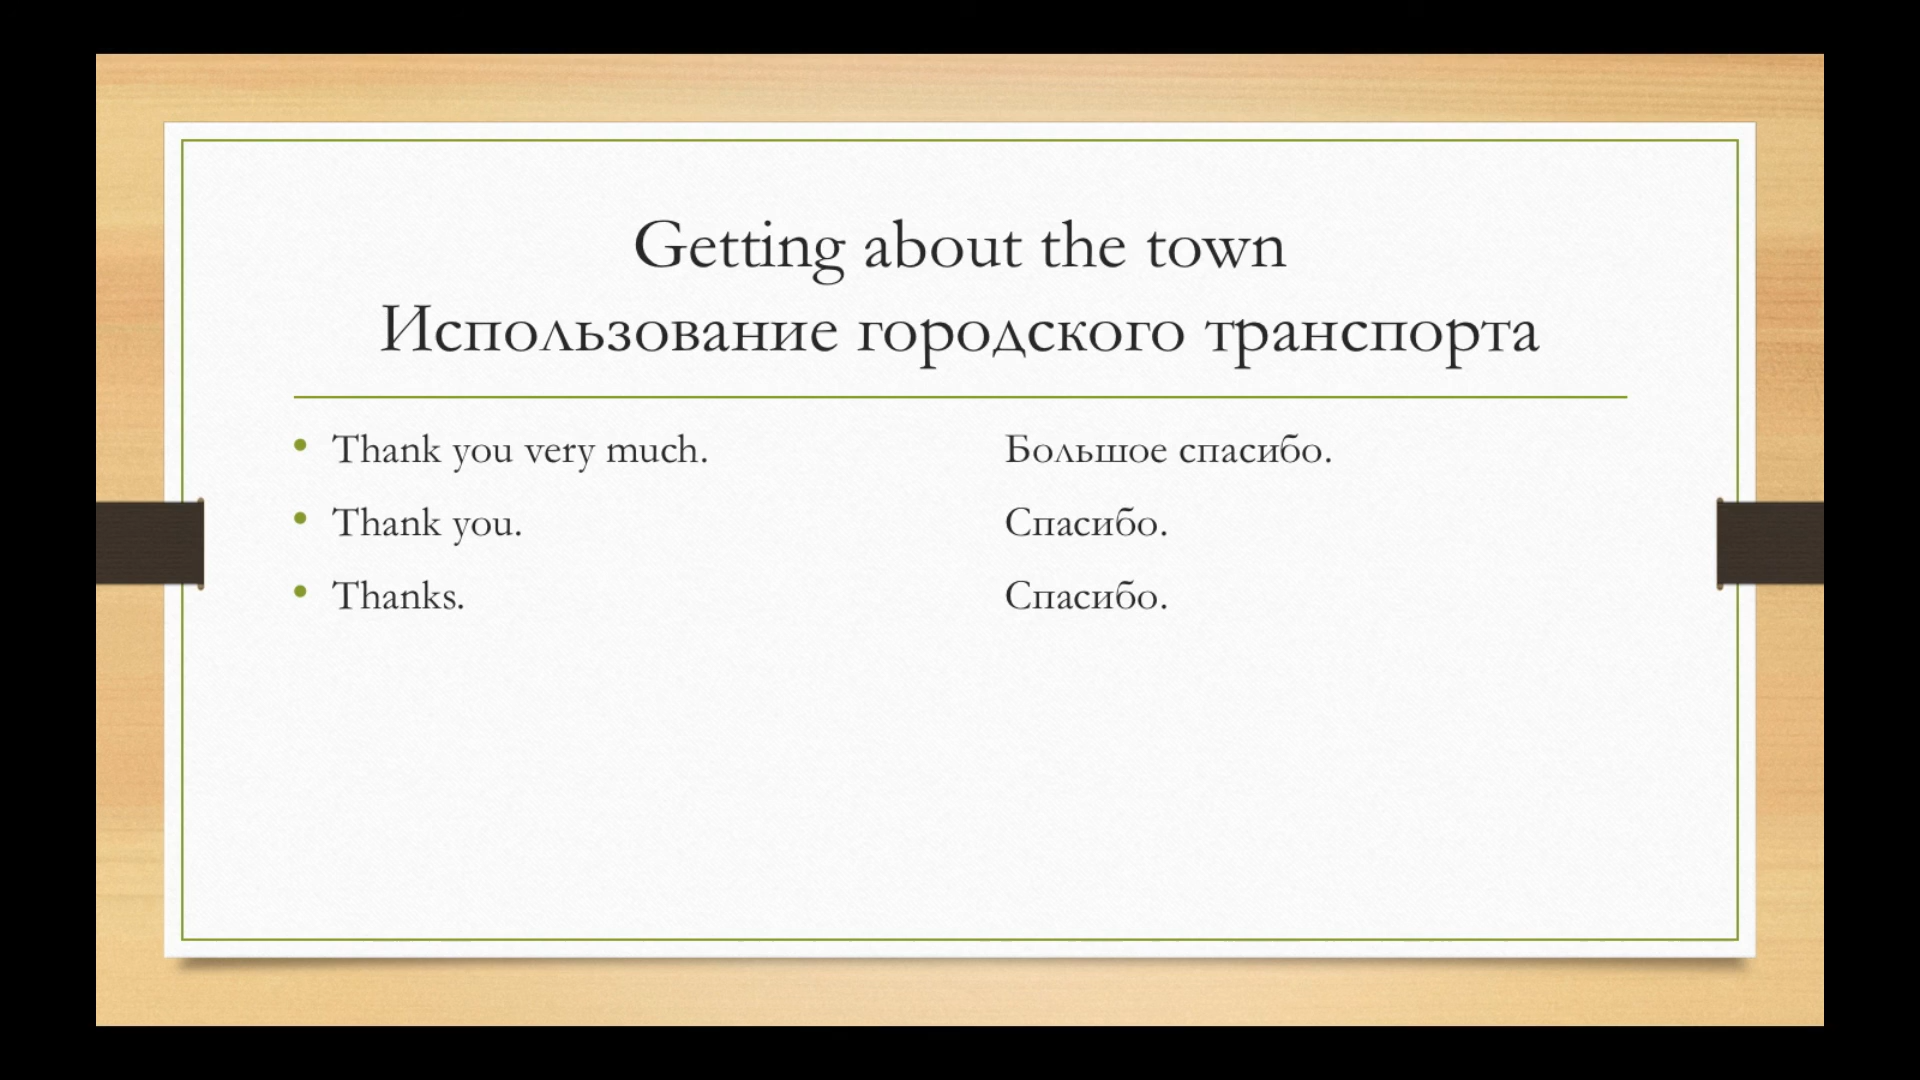 Getting about the town
Использование городского транспорта
• Thank you very much. Большое спасибо.
• Thank you. Спасибо.
• Thanks. Спасибо.